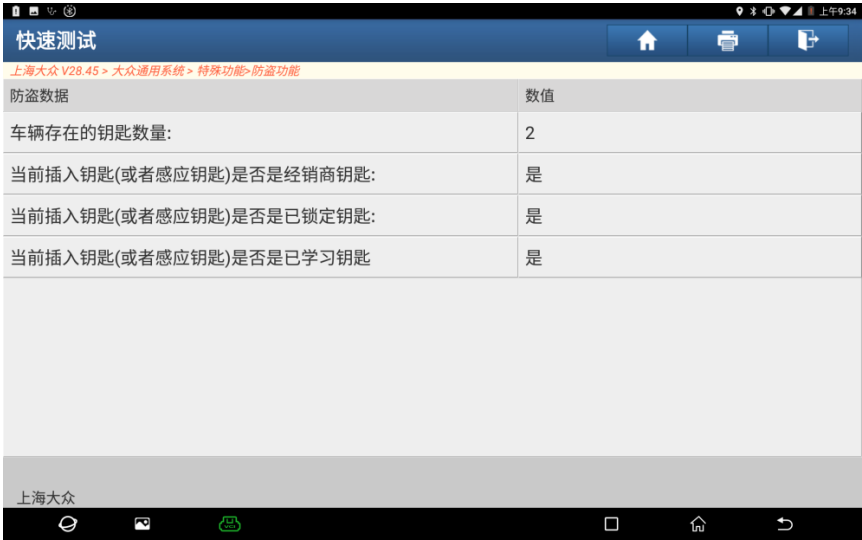 上午9:34
快速测试
上海大众 V28.45 > 大众通用系统 > 特殊功能>防盗功能
防盗数据 数值
车辆存在的钥匙数量: 2
当前插入钥匙(或者感应钥匙)是否是经销商钥匙: 是
当前插入钥匙(或者感应钥匙)是否是已锁定钥匙: 是
当前插入钥匙(或者感应钥匙)是否是已学习钥匙 是
上海大众
VCI